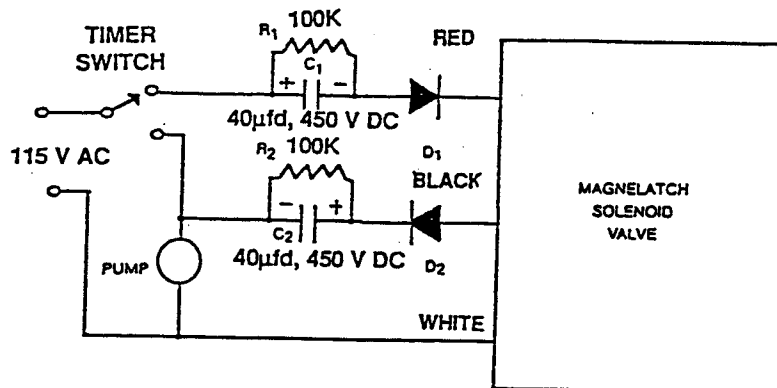 TIMER
SWITCH
R1 100K
RED
+ C1 −
40µfd, 450 V DC
D1
115 V AC
R2 100K
BLACK
− C2 +
40µfd, 450 V DC
D2
MAGNELATCH
SOLENOID
VALVE
PUMP
WHITE